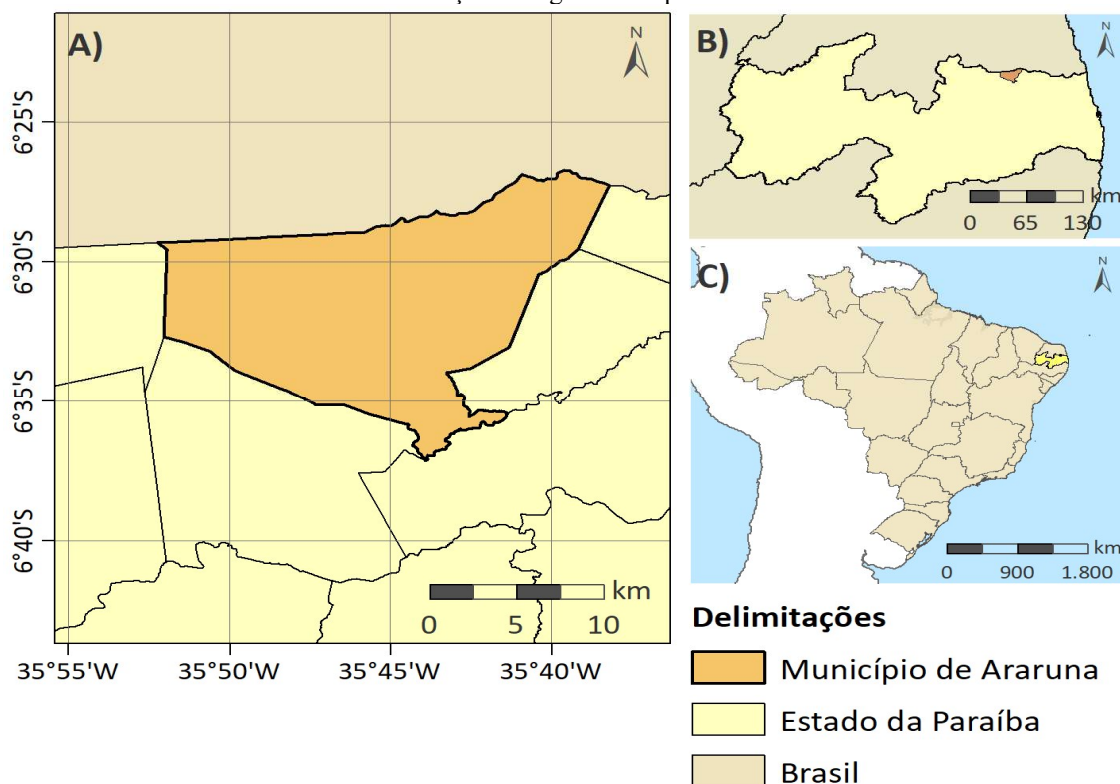 A)
N
6°25'S
6°30'S
6°35'S
6°40'S
km
0 5 10
35°55'W 35°50'W 35°45'W 35°40'W
B)
N
km
0 65 130
C)
N
km
0 900 1.800
Delimitações
Município de Araruna
Estado da Paraíba
Brasil